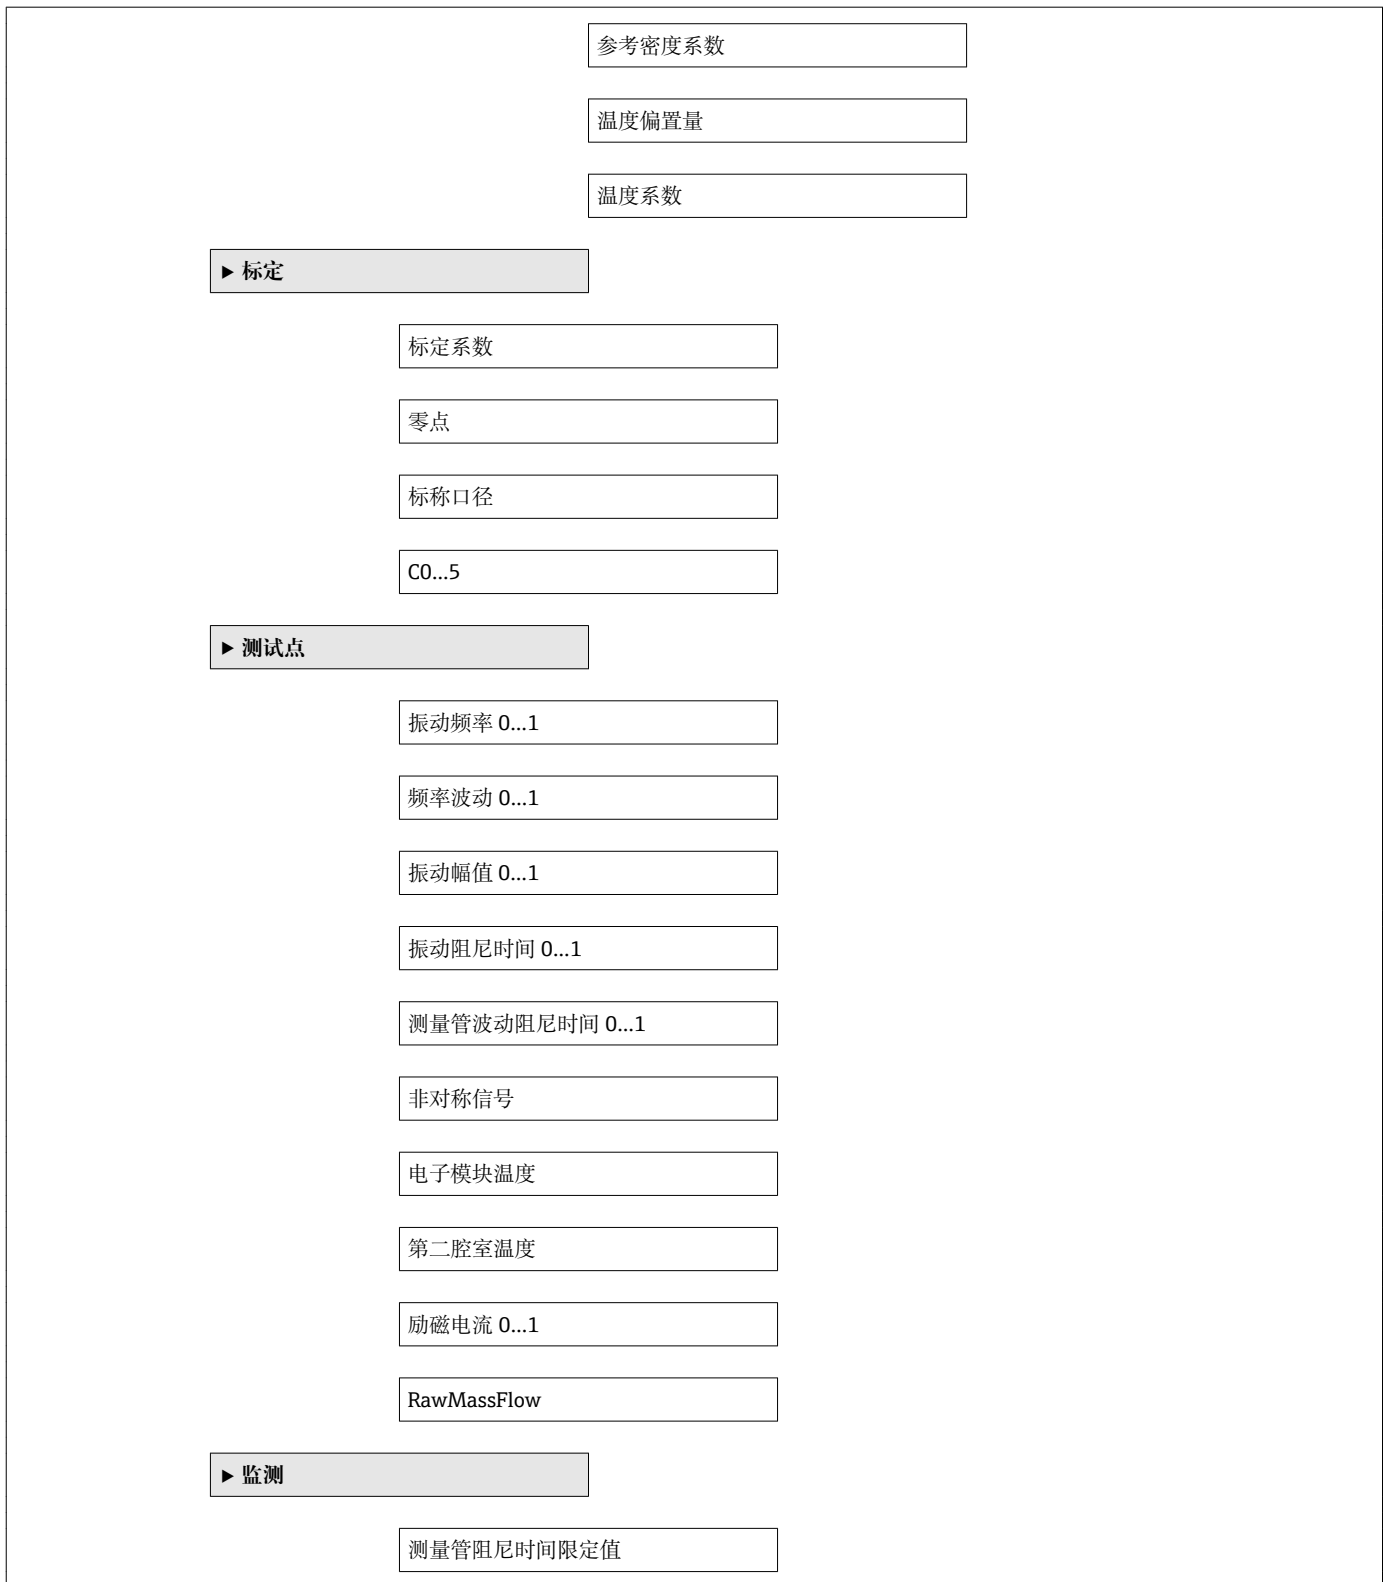 参考密度系数
温度偏置量
温度系数
▶ 标定
标定系数
零点
标称口径
C0...5
▶ 测试点
振动频率 0...1
频率波动 0...1
振动幅值 0...1
振动阻尼时间 0...1
测量管波动阻尼时间 0...1
非对称信号
电子模块温度
第二腔室温度
励磁电流 0...1
RawMassFlow
▶ 监测
测量管阻尼时间限定值